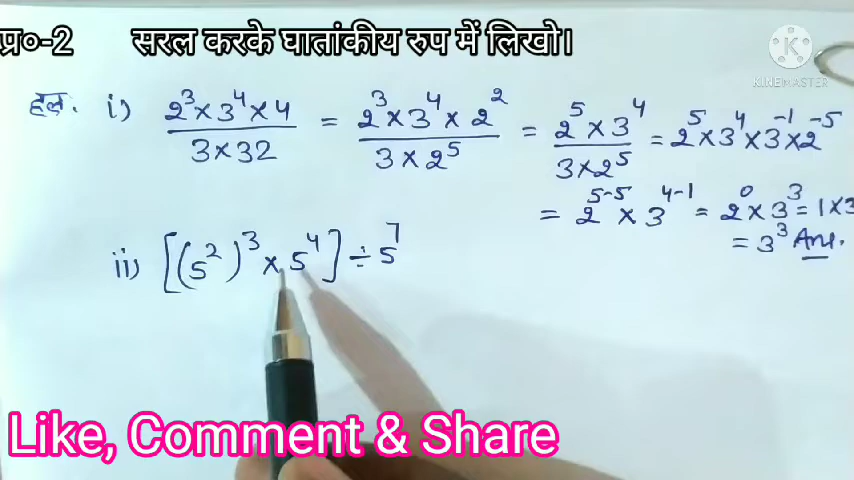 प्र०-2 सरल करके घातांकीय रुप में लिखो।
KINEMASTER
हल. i) (2³×3⁴×4)/(3×32) = (2³×3⁴×2²)/(3×2⁵) = (2⁵×3⁴)/(3×2⁵) = 2⁵×3⁴×3⁻¹×2⁻⁵
= 2⁵⁻⁵×3⁴⁻¹ = 2⁰×3³ = 1×3
= 3³ Ans.
ii) [(5²)³×5⁴]÷5⁷
Like, Comment & Share